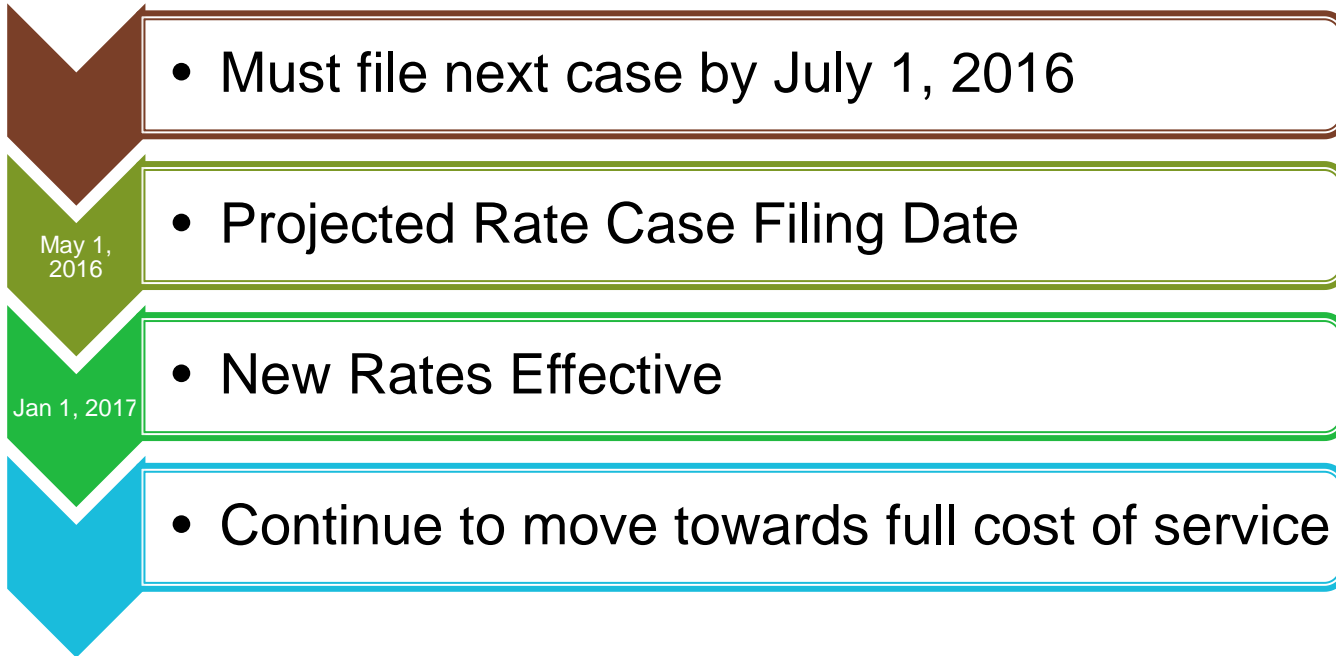 • Must file next case by July 1, 2016
May 1,
2016
• Projected Rate Case Filing Date
Jan 1, 2017
• New Rates Effective
• Continue to move towards full cost of service